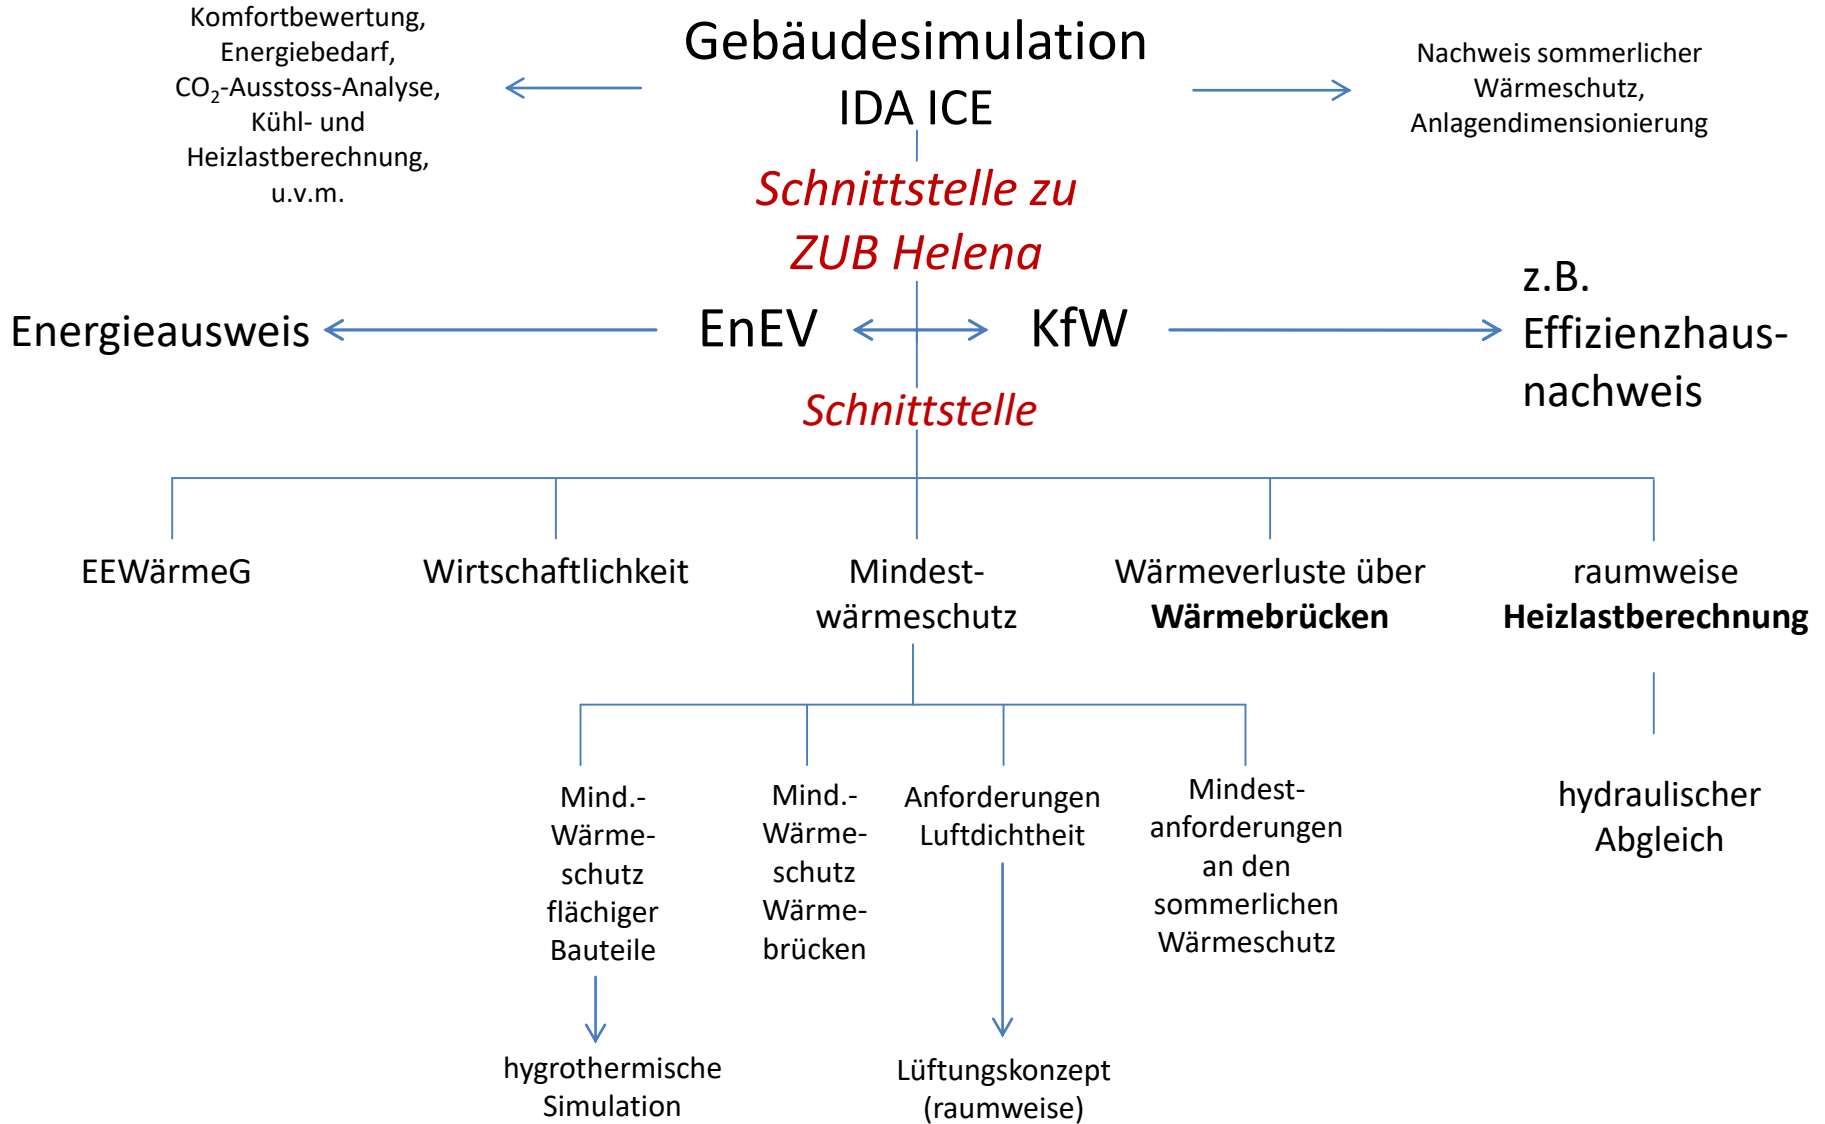 Komfortbewertung,
Energiebedarf,
CO₂-Ausstoss-Analyse,
Kühl- und
Heizlastberechnung,
u.v.m.
Gebäudesimulation
IDA ICE
Nachweis sommerlicher
Wärmeschutz,
Anlagendimensionierung
Schnittstelle zu
ZUB Helena
Energieausweis
EnEV
KfW
z.B.
Effizienzhaus-
nachweis
Schnittstelle
EEWärmeG
Wirtschaftlichkeit
Mindest-
wärmeschutz
Wärmeverluste über
Wärmebrücken
raumweise
Heizlastberechnung
Mind.-
Wärme-
schutz
flächiger
Bauteile
Mind.-
Wärme-
schutz
Wärme-
brücken
Anforderungen
Luftdichtheit
Mindest-
anforderungen
an den
sommerlichen
Wärmeschutz
hydraulischer
Abgleich
hygrothermische
Simulation
Lüftungskonzept
(raumweise)